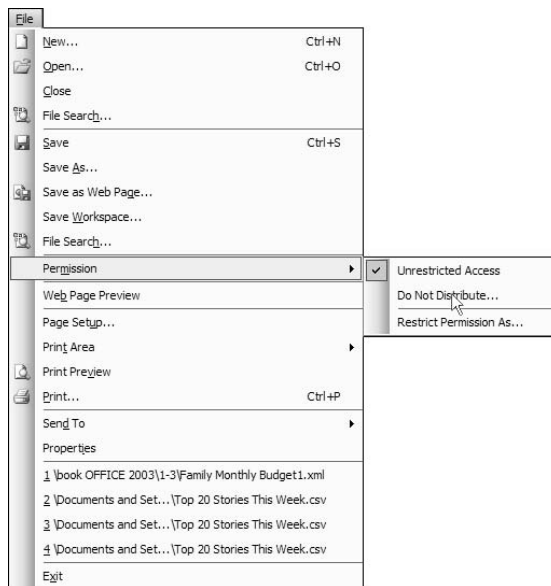 File
New... Ctrl+N
Open... Ctrl+O
Close
File Search...
Save Ctrl+S
Save As...
Save as Web Page...
Save Workspace...
File Search...
Permission
Unrestricted Access
Do Not Distribute...
Restrict Permission As...
Web Page Preview
Page Setup...
Print Area
Print Preview
Print... Ctrl+P
Send To
Properties
1 \book OFFICE 2003\1-3\Family Monthly Budget1.xml
2 \Documents and Set...\Top 20 Stories This Week.csv
3 \Documents and Set...\Top 20 Stories This Week.csv
4 \Documents and Set...\Top 20 Stories This Week.csv
Exit